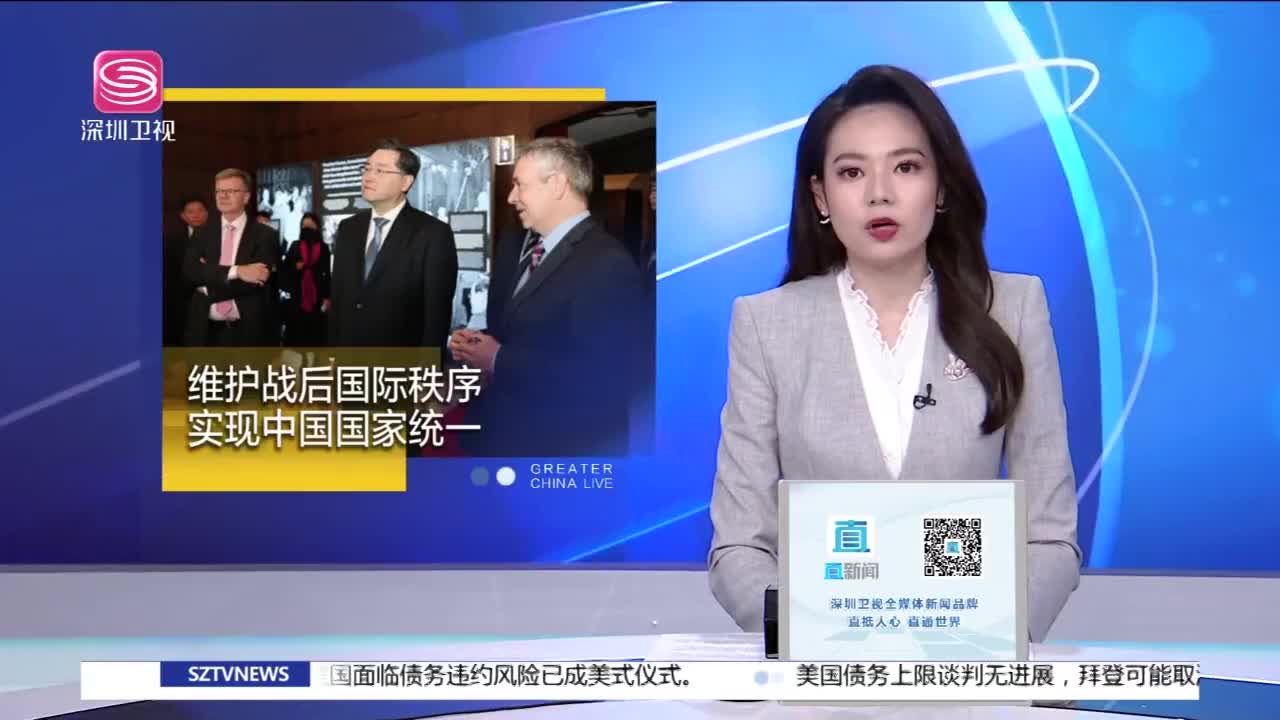 深圳卫视
维护战后国际秩序
实现中国国家统一
GREATER
CHINA LIVE
直
直新闻
深圳卫视全媒体新闻品牌
直抵人心 直通世界
SZTVNEWS
国面临债务违约风险已成美式仪式。
美国债务上限谈判无进展，拜登可能取